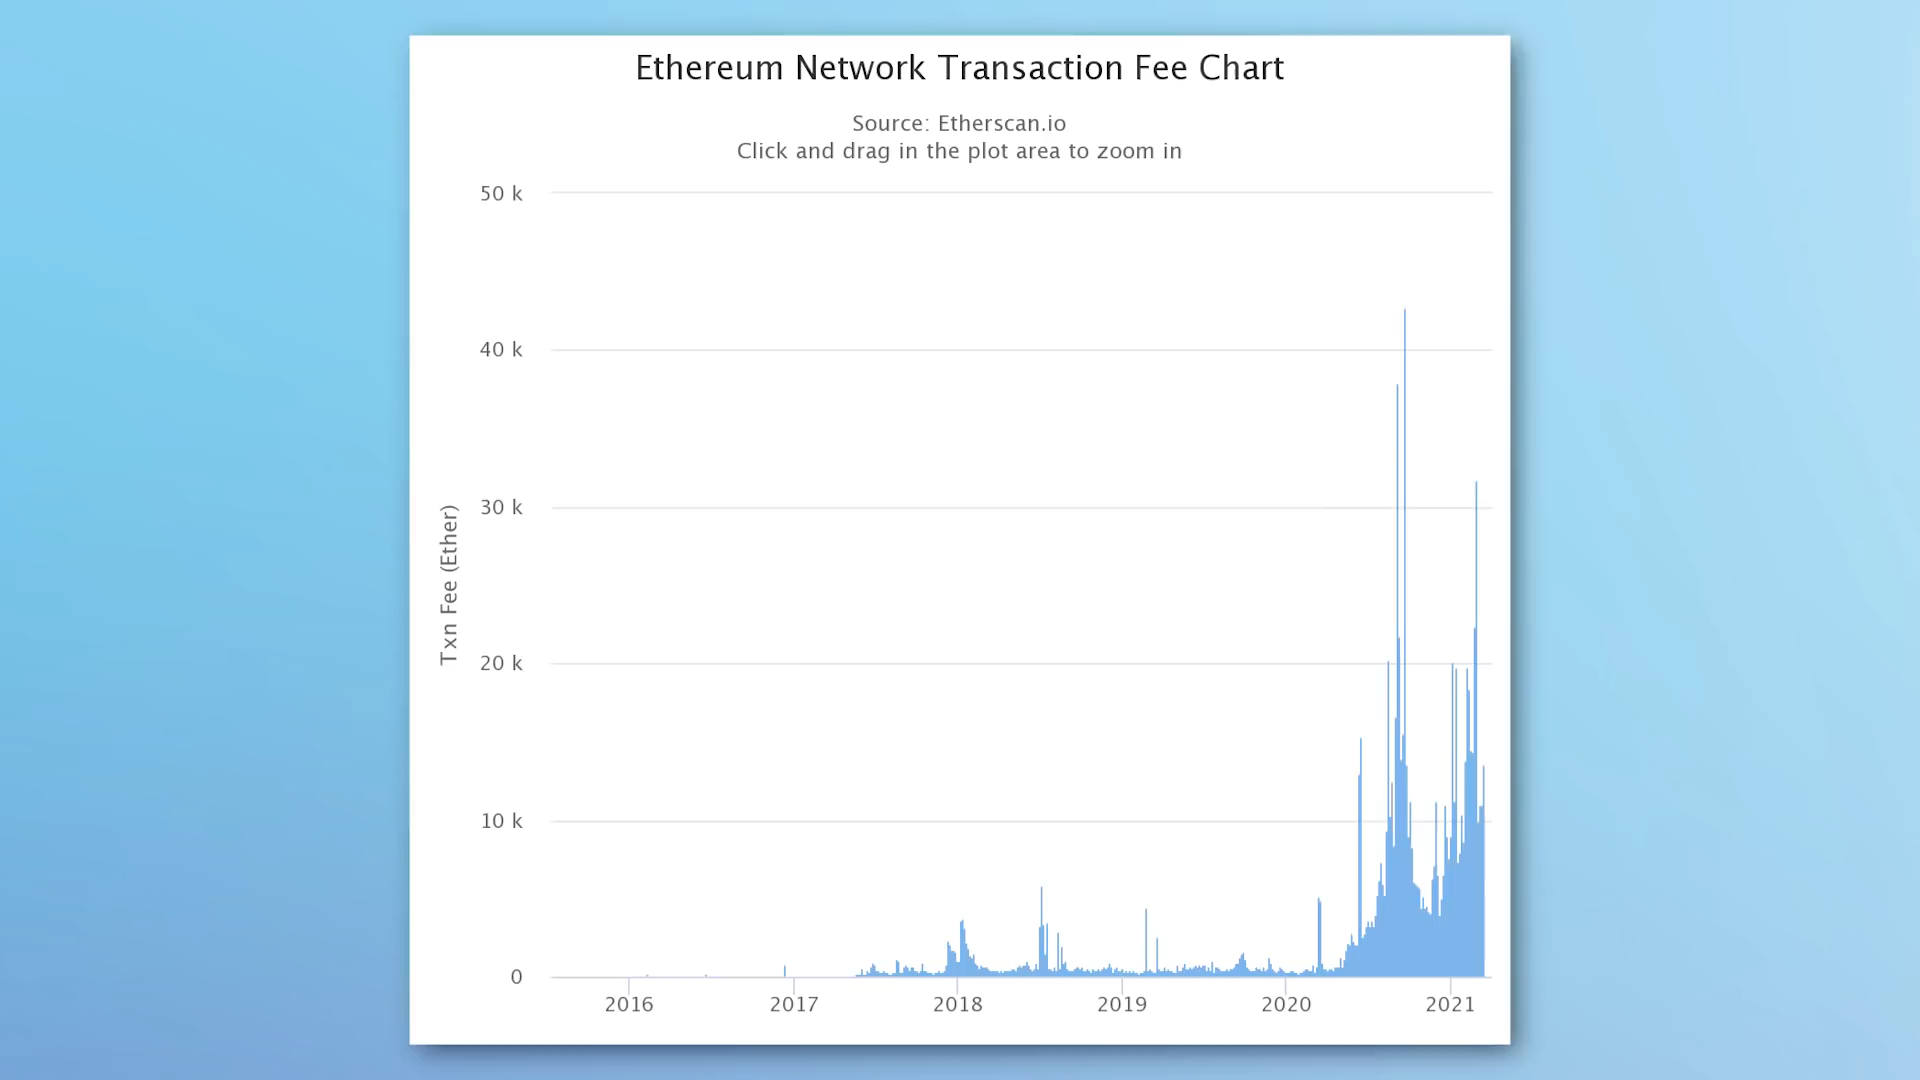 Ethereum Network Transaction Fee Chart
Source: Etherscan.io
Click and drag in the plot area to zoom in
50 k
40 k
30 k
20 k
10 k
0
Txn Fee (Ether)
2016 2017 2018 2019 2020 2021